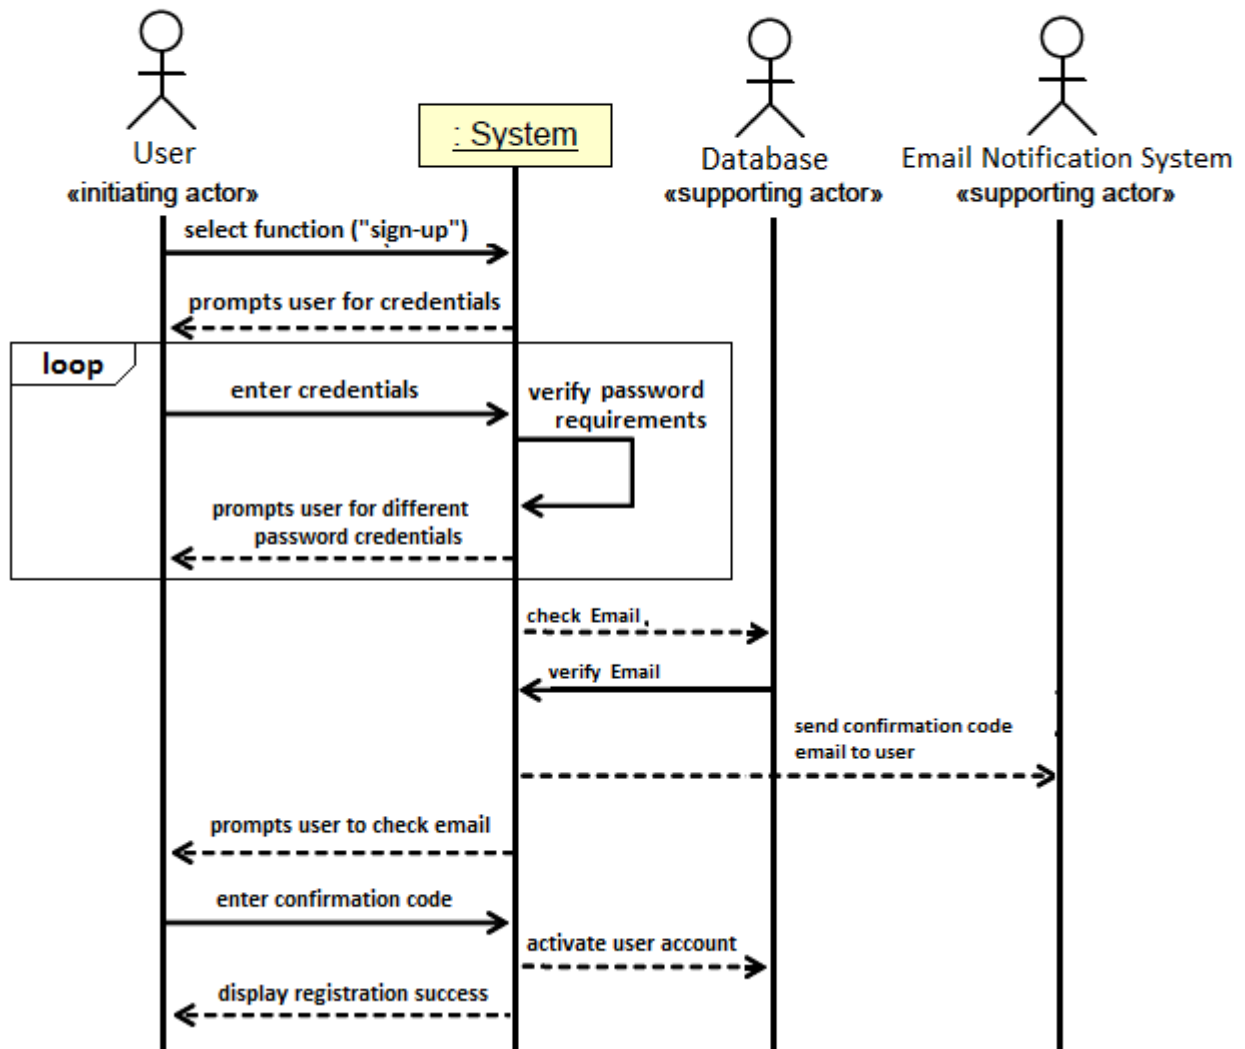 User
«initiating actor»
: System
Database
«supporting actor»
Email Notification System
«supporting actor»
select function ("sign-up")
prompts user for credentials
loop
enter credentials
verify password
requirements
prompts user for different
password credentials
check Email
verify Email
send confirmation code
email to user
prompts user to check email
enter confirmation code
activate user account
display registration success